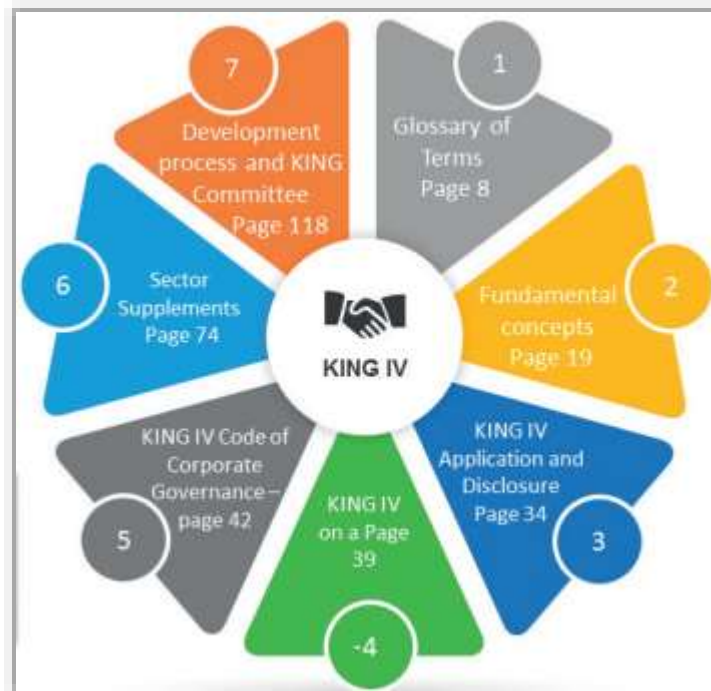 1
Glossary of
Terms
Page 8
2
Fundamental
concepts
Page 19
KING IV
Application and
Disclosure
Page 34
3
KING IV
on a Page
39
-4
KING IV Code of
Corporate
Governance –
page 42
5
6
Sector
Supplements
Page 74
7
Development
process and KING
Committee
Page 118
KING IV